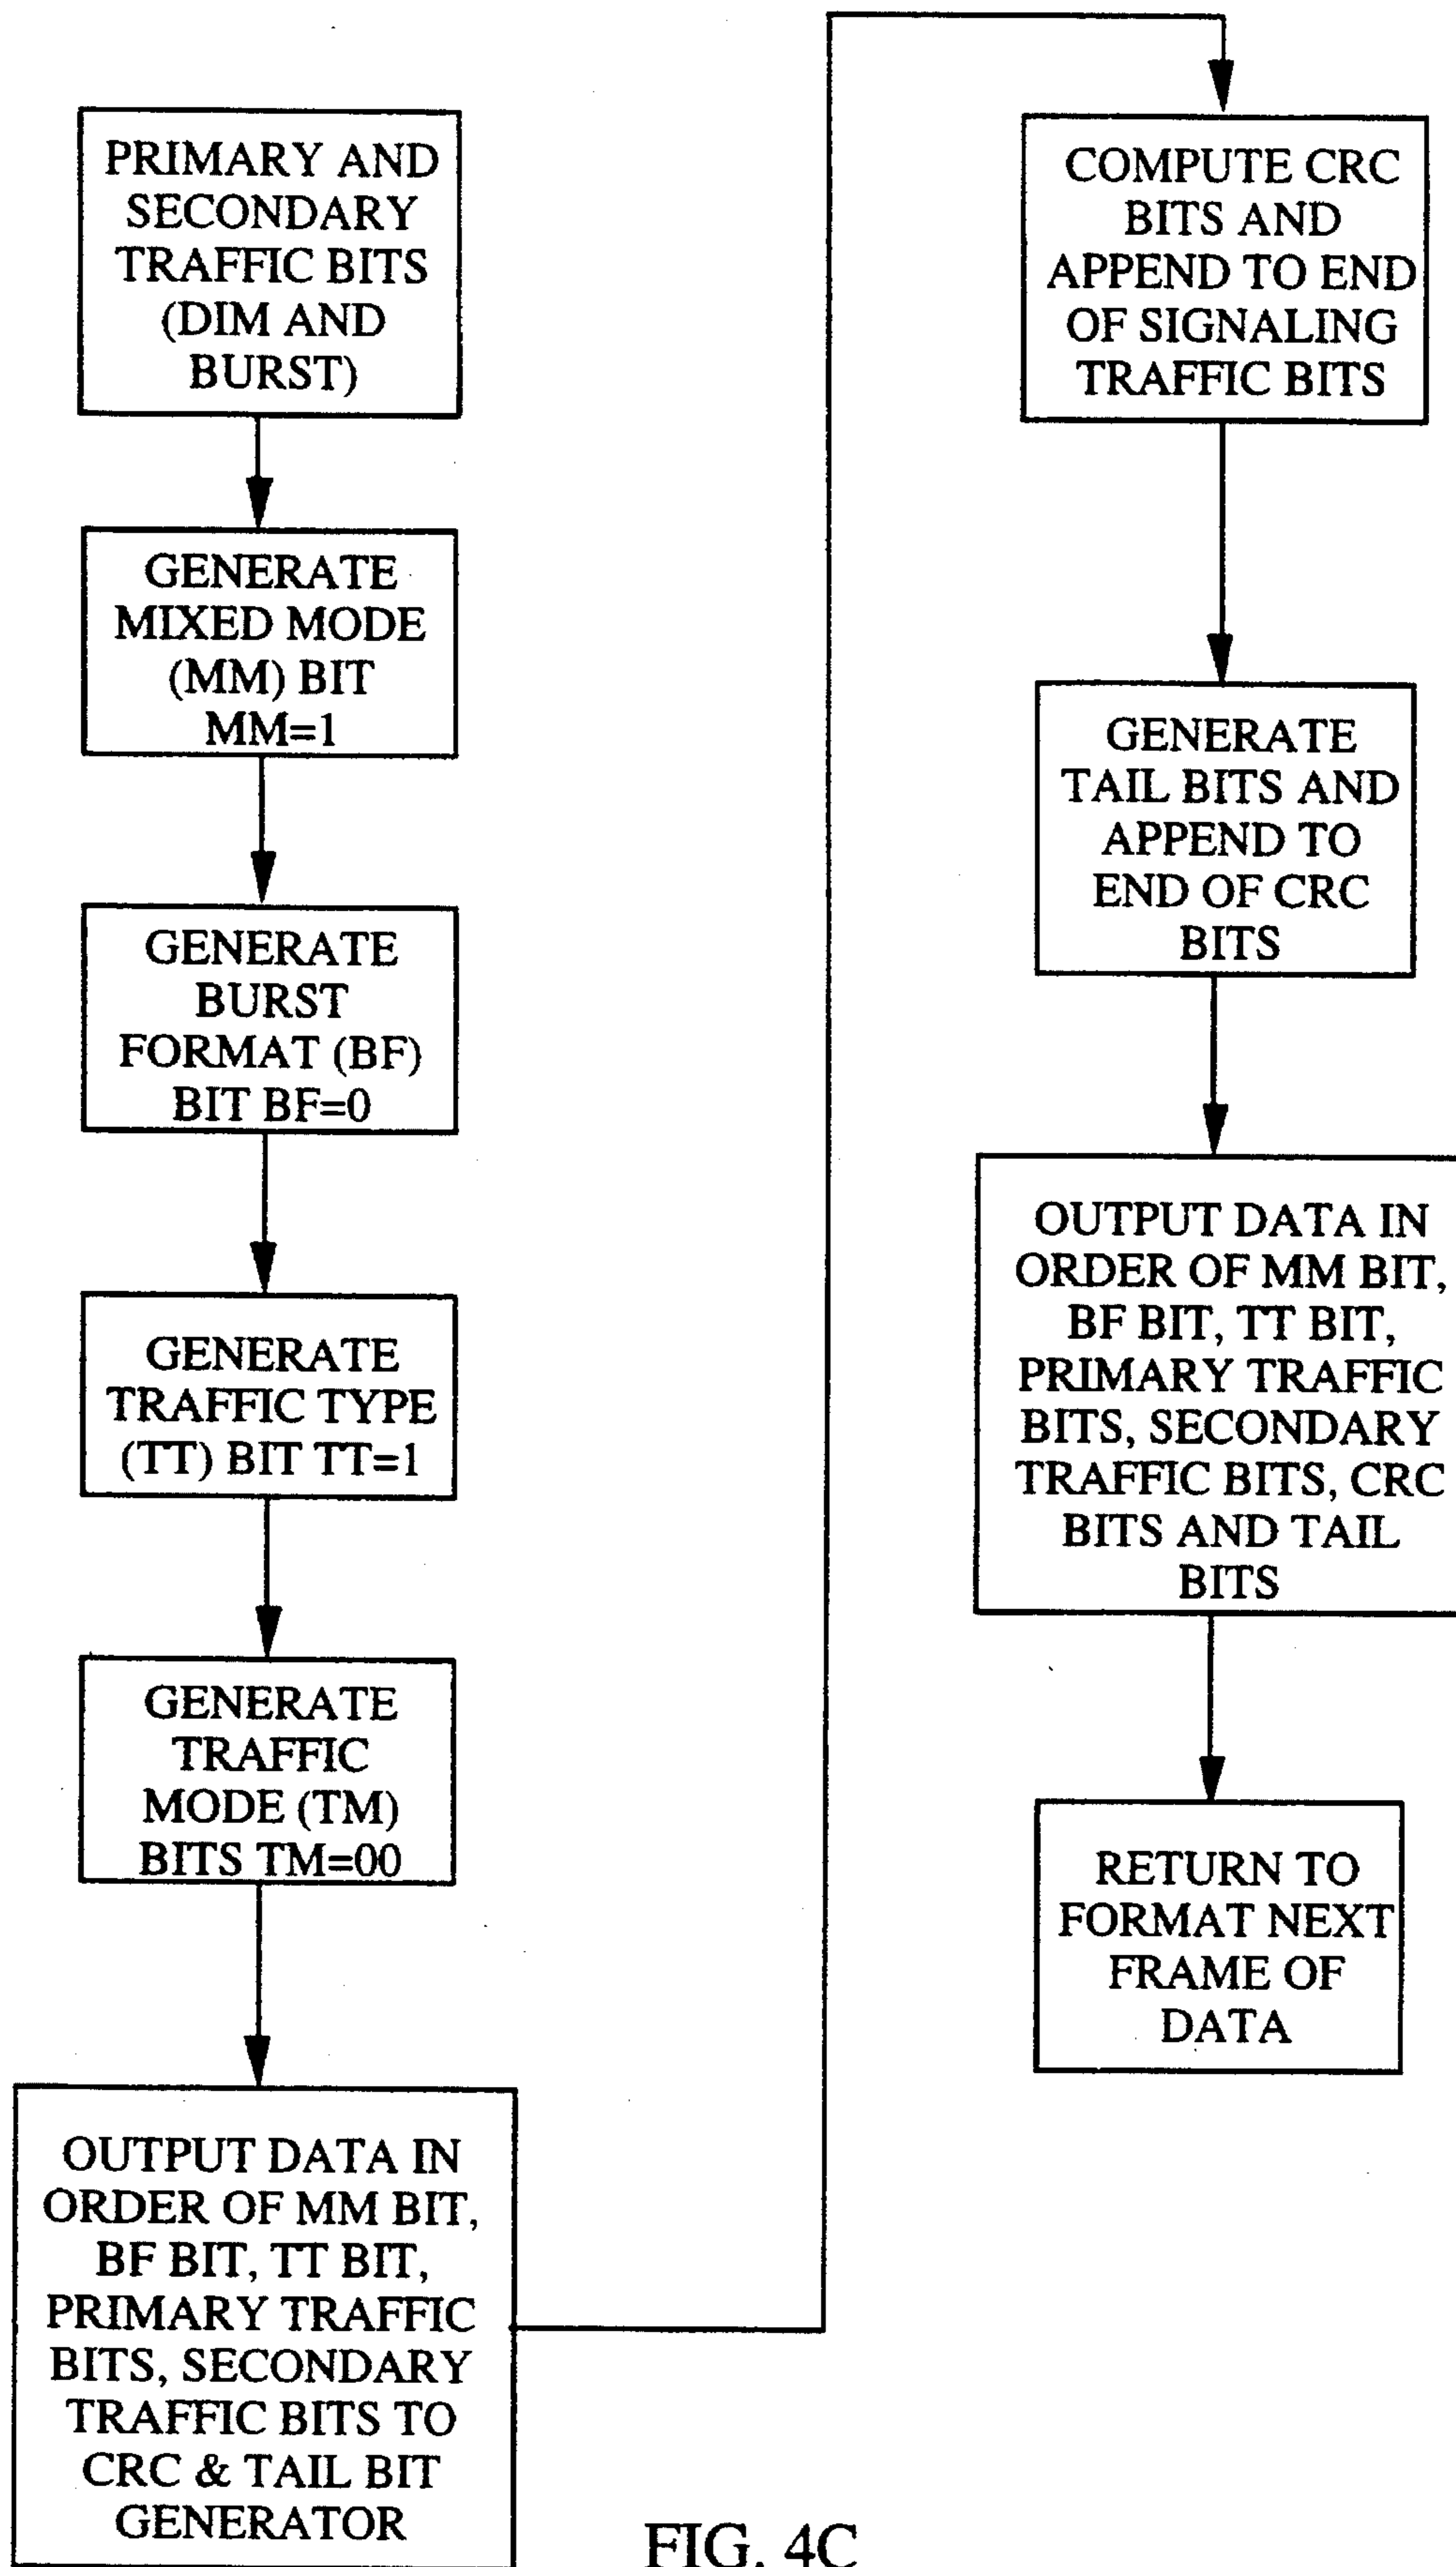 PRIMARY AND
SECONDARY
TRAFFIC BITS
(DIM AND
BURST)
GENERATE
MIXED MODE
(MM) BIT
MM=1
GENERATE
BURST
FORMAT (BF)
BIT BF=0
GENERATE
TRAFFIC TYPE
(TT) BIT TT=1
GENERATE
TRAFFIC
MODE (TM)
BITS TM=00
OUTPUT DATA IN
ORDER OF MM BIT,
BF BIT, TT BIT,
PRIMARY TRAFFIC
BITS, SECONDARY
TRAFFIC BITS TO
CRC & TAIL BIT
GENERATOR
COMPUTE CRC
BITS AND
APPEND TO END
OF SIGNALING
TRAFFIC BITS
GENERATE
TAIL BITS AND
APPEND TO
END OF CRC
BITS
OUTPUT DATA IN
ORDER OF MM BIT,
BF BIT, TT BIT,
PRIMARY TRAFFIC
BITS, SECONDARY
TRAFFIC BITS, CRC
BITS AND TAIL
BITS
RETURN TO
FORMAT NEXT
FRAME OF
DATA
FIG. 4C